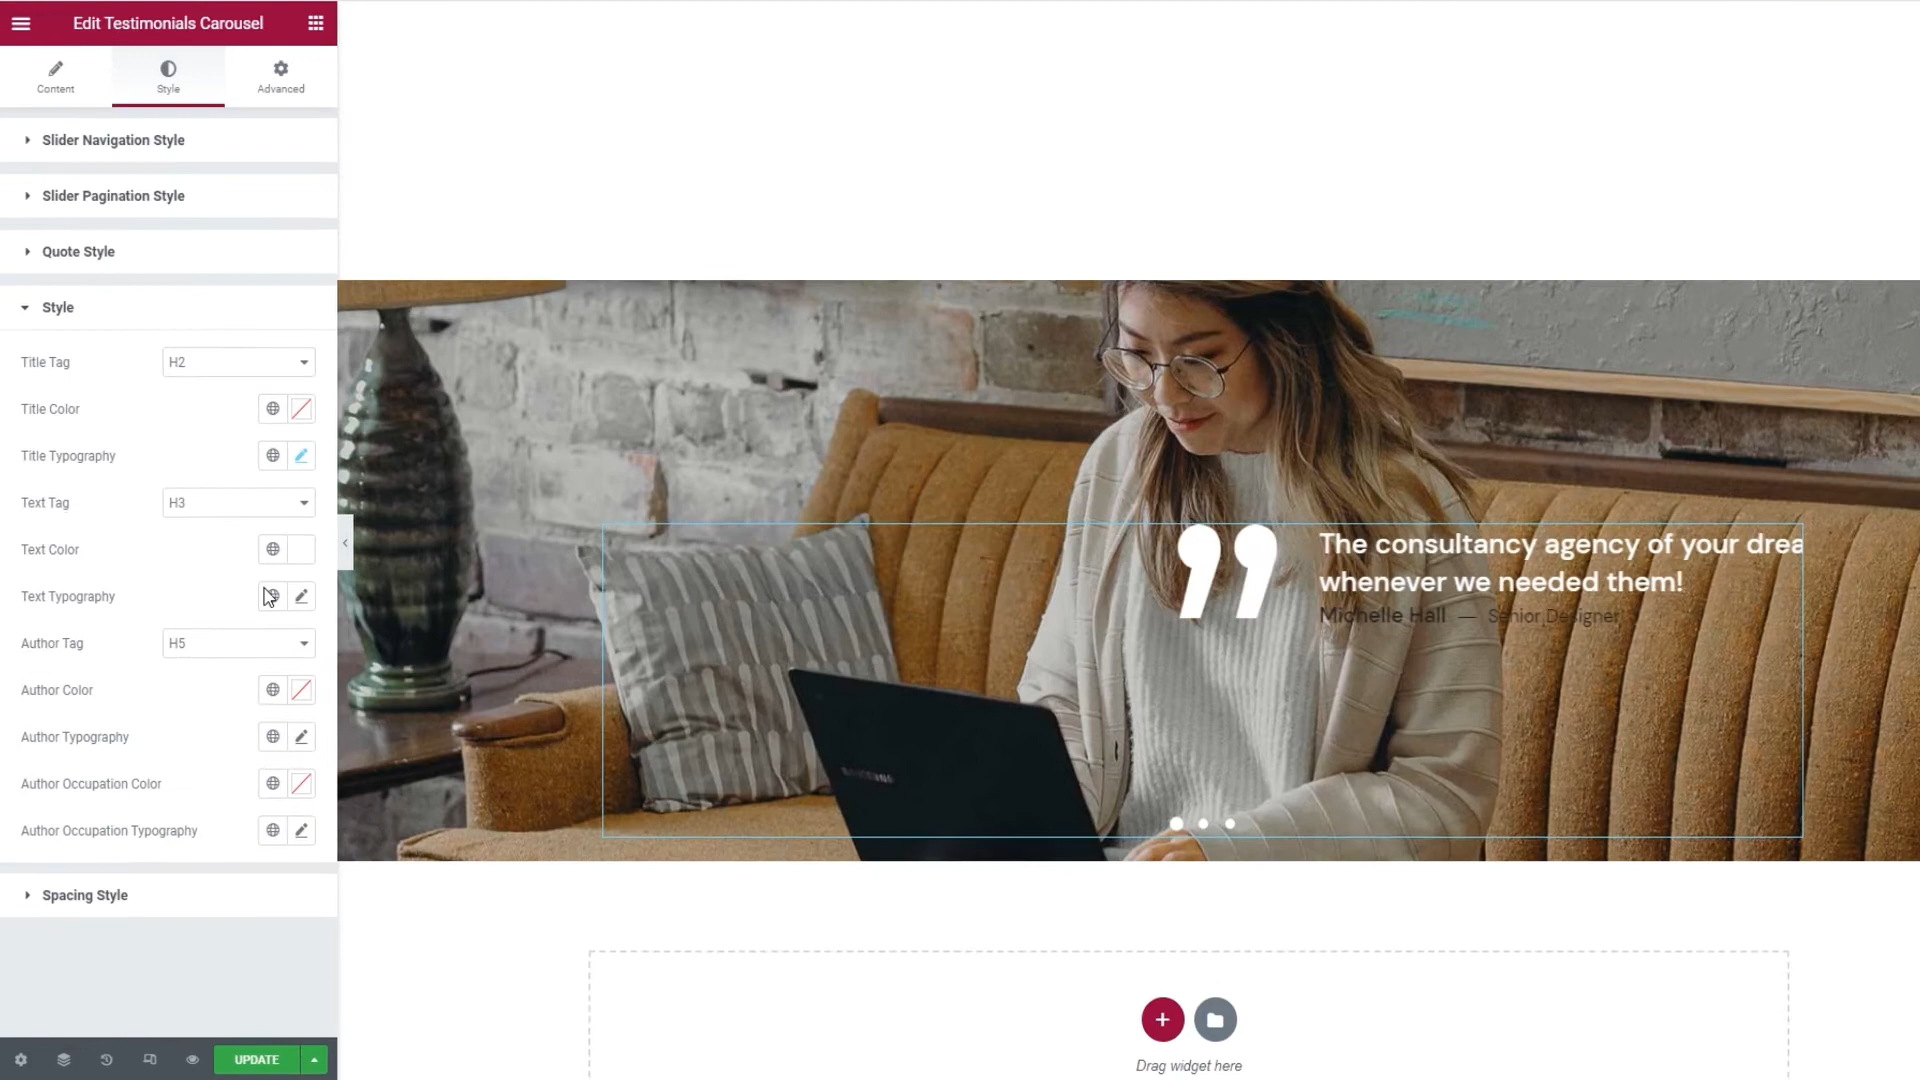 Edit Testimonials Carousel
Content
Style
Advanced
Slider Navigation Style
Slider Pagination Style
Quote Style
Style
Title Tag
H2
Title Color
Title Typography
Text Tag
H3
Text Color
Text Typography
Author Tag
H5
Author Color
Author Typography
Author Occupation Color
Author Occupation Typography
Spacing Style
UPDATE
The consultancy agency of your drea
whenever we needed them!
Michelle Hall — Senior Designer
SAMSUNG
Drag widget here